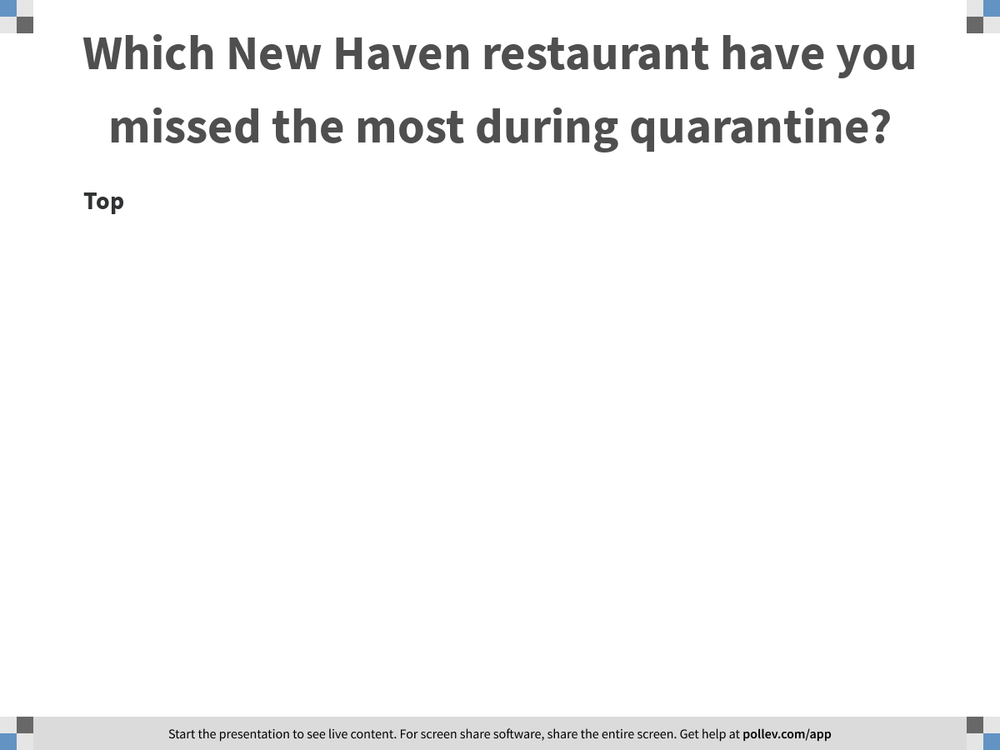 Which New Haven restaurant have you
missed the most during quarantine?
Top
Start the presentation to see live content. For screen share software, share the entire screen. Get help at pollev.com/app